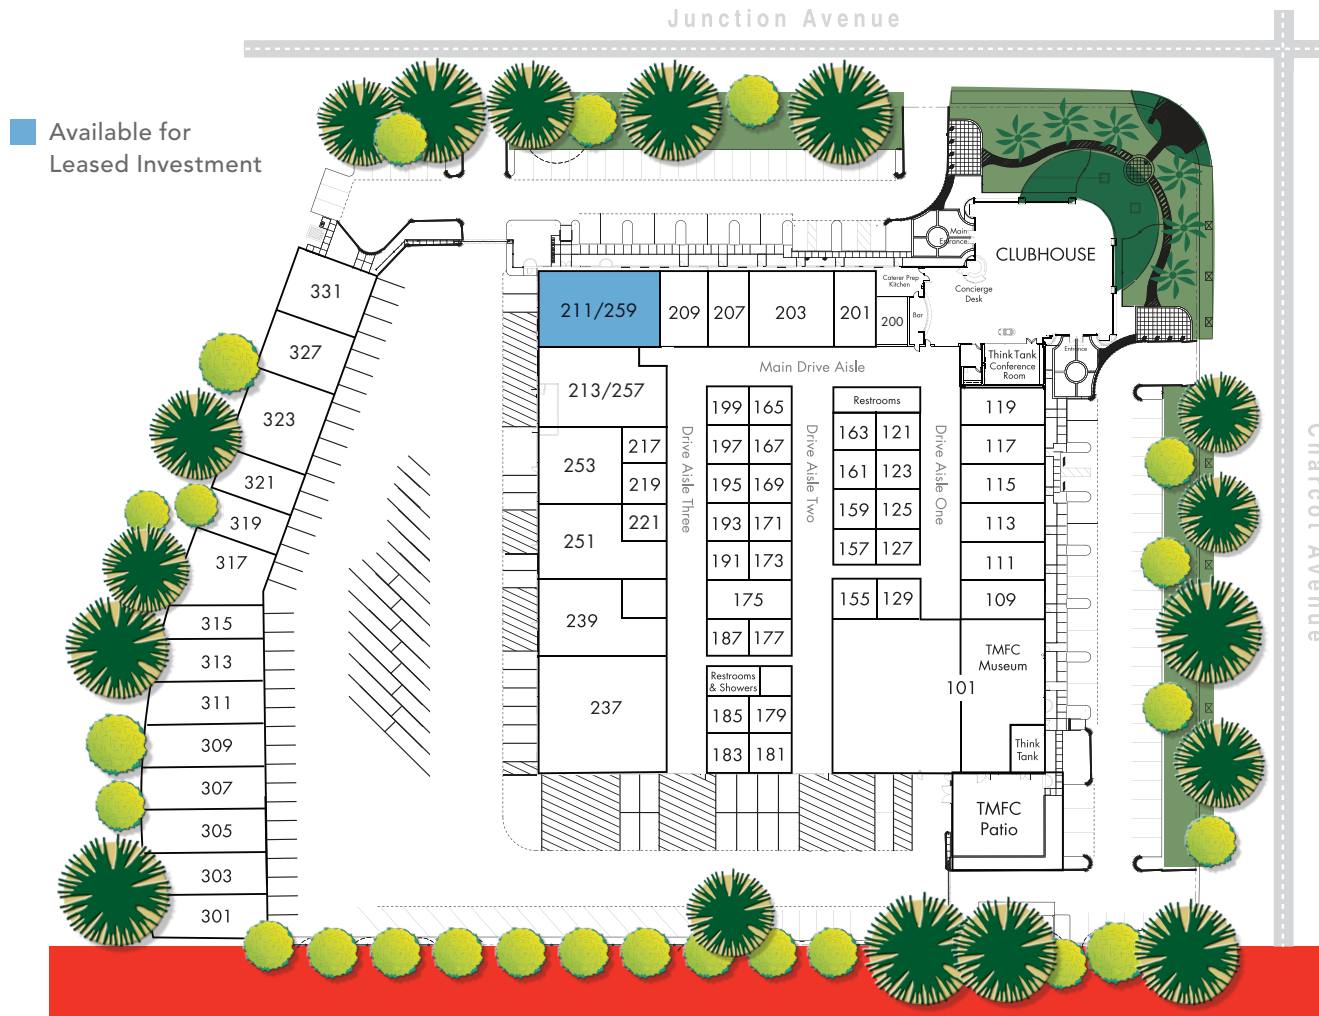 Junction Avenue
Available for
Leased Investment
Main
Entrance
CLUBHOUSE
Caterer Prep
Kitchen
Concierge
Desk
331
211/259
209
207
203
201
200
Bar
327
Think Tank
Conference
Room
Entrance
Main Drive Aisle
213/257
199
165
Restrooms
119
323
163
121
217
197
167
117
253
161
123
321
219
195
169
115
Drive Aisle Three
Drive Aisle Two
Drive Aisle One
Charcot Avenue
159
125
319
221
193
171
113
251
157
127
317
191
173
111
175
155
129
109
315
239
187
177
313
TMFC
Museum
Restrooms
& Showers
101
311
237
185
179
309
183
181
Think
Tank
307
TMFC
Patio
305
303
301